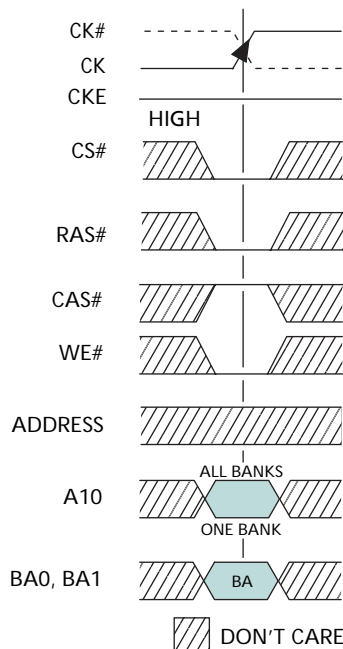 CK#
CK
CKE
HIGH
CS#
RAS#
CAS#
WE#
ADDRESS
ALL BANKS
A10
ONE BANK
BA0, BA1
BA
DON'T CARE